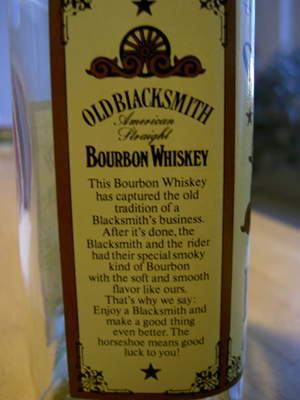 OLD BLACKSMITH
American
Straight
BOURBON WHISKEY
This Bourbon Whiskey
has captured the old
tradition of a
Blacksmith's business.
After it's done, the
Blacksmith and the rider
had their special smoky
kind of Bourbon
with the soft and smooth
flavor like ours.
That's why we say:
Enjoy a Blacksmith and
make a good thing
even better. The
horseshoe means good
luck to you!